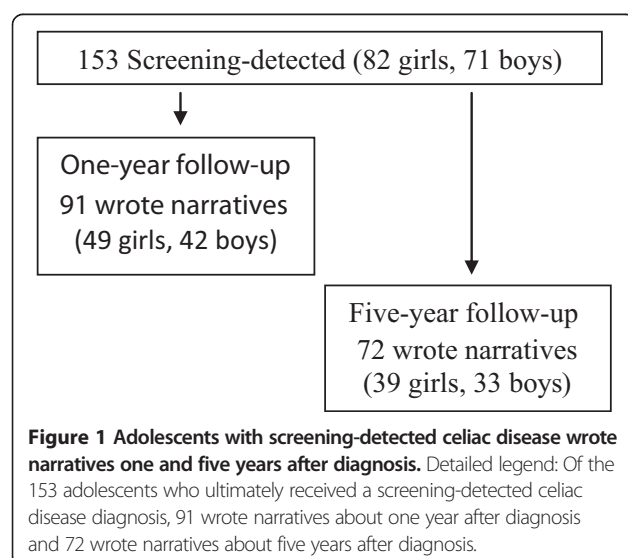 153 Screening-detected (82 girls, 71 boys)
One-year follow-up
91 wrote narratives
(49 girls, 42 boys)
Five-year follow-up
72 wrote narratives
(39 girls, 33 boys)
Figure 1 Adolescents with screening-detected celiac disease wrote
narratives one and five years after diagnosis. Detailed legend: Of the
153 adolescents who ultimately received a screening-detected celiac
disease diagnosis, 91 wrote narratives about one year after diagnosis
and 72 wrote narratives about five years after diagnosis.